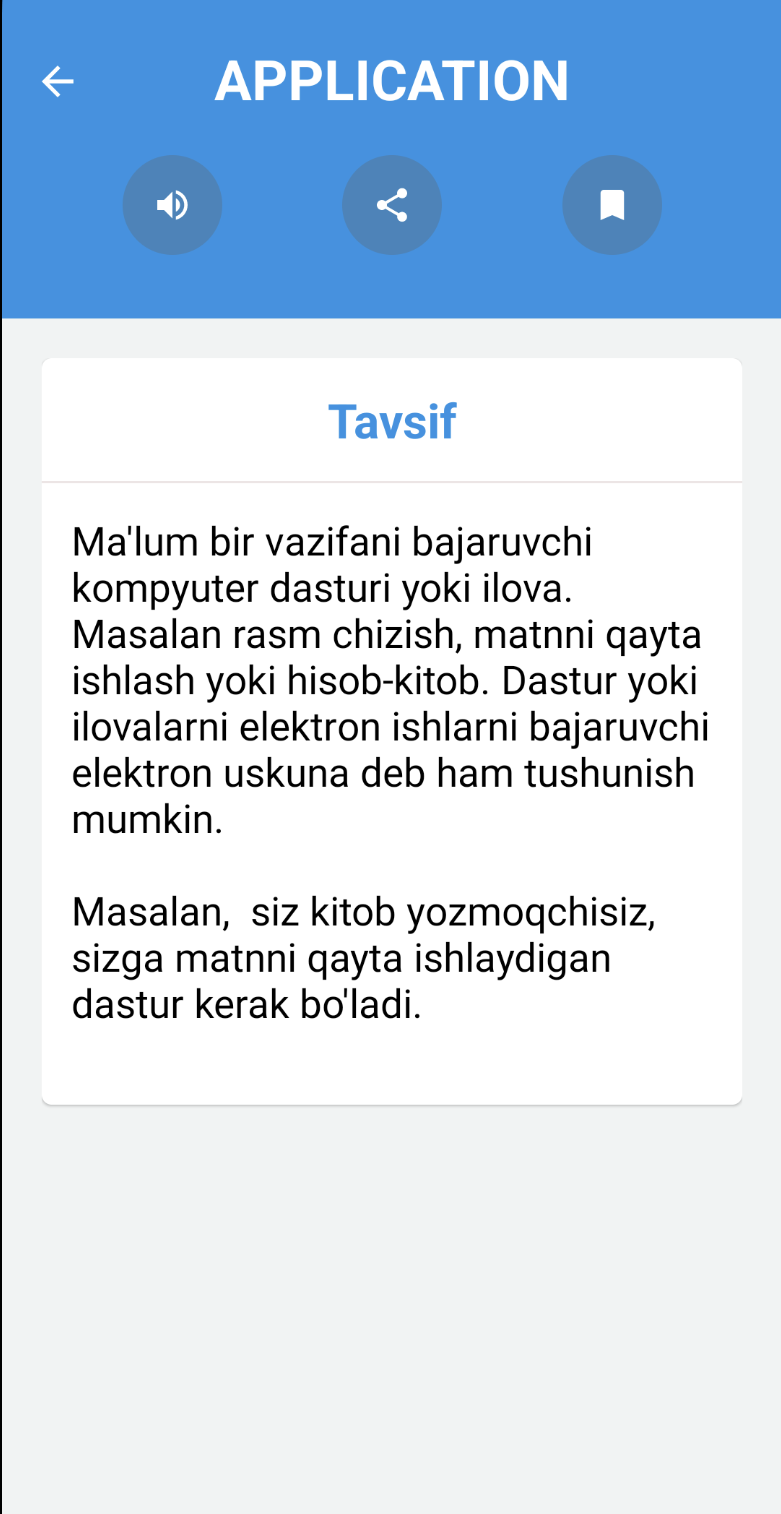 APPLICATION
Tavsif
Ma'lum bir vazifani bajaruvchi
kompyuter dasturi yoki ilova.
Masalan rasm chizish, matnni qayta
ishlash yoki hisob-kitob. Dastur yoki
ilovalarni elektron ishlarni bajaruvchi
elektron uskuna deb ham tushunish
mumkin.
Masalan,  siz kitob yozmoqchisiz,
sizga matnni qayta ishlaydigan
dastur kerak bo'ladi.